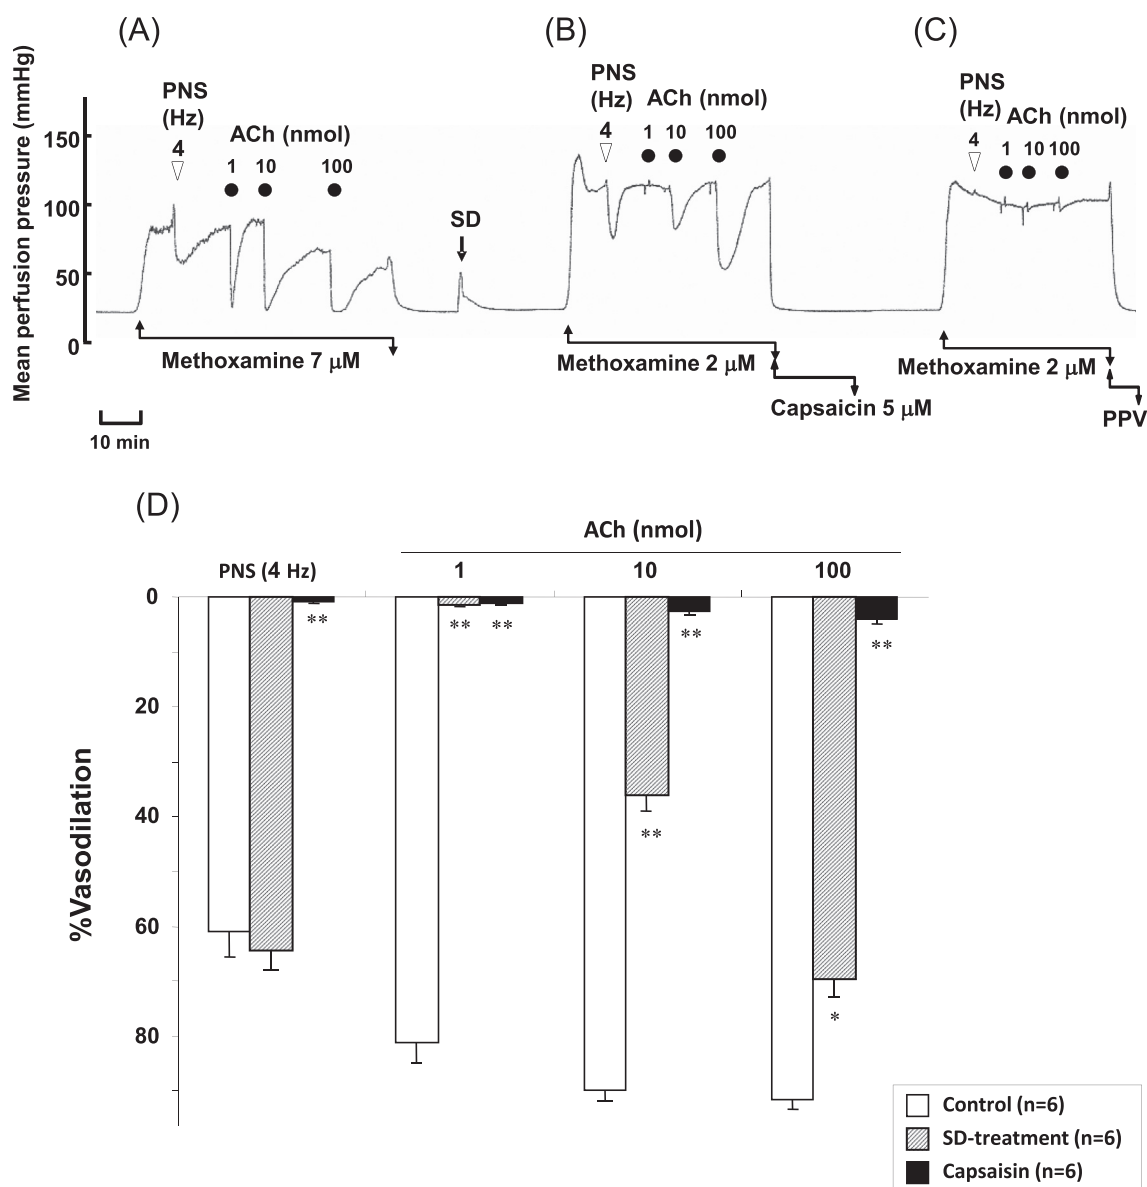 (A)
(B)
(C)
Mean perfusion pressure (mmHg)
150
100
50
0
PNS
(Hz)
4
ACh (nmol)
1 10 100
SD
PNS
(Hz)
4
ACh (nmol)
1 10 100
PNS
(Hz)
4
ACh (nmol)
1 10 100
Methoxamine 7 μM
Methoxamine 2 μM
Capsaicin 5 μM
Methoxamine 2 μM
PPV
10 min
(D)
ACh (nmol)
PNS (4 Hz)
1
10
100
%Vasodilation
0
20
40
60
80
**
** **
**
**
**
*
Control (n=6)
SD-treatment (n=6)
Capsaisin (n=6)